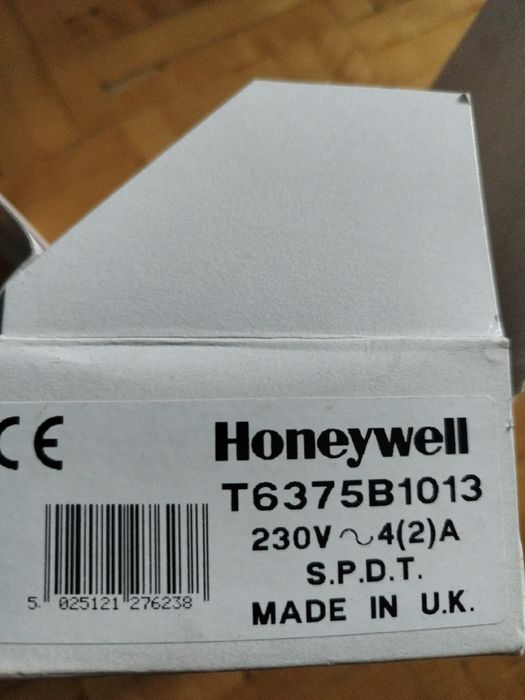 CE
Honeywell
T6375B1013
230V ~ 4(2)A
S.P.D.T.
MADE IN U.K.
5 025121 276238